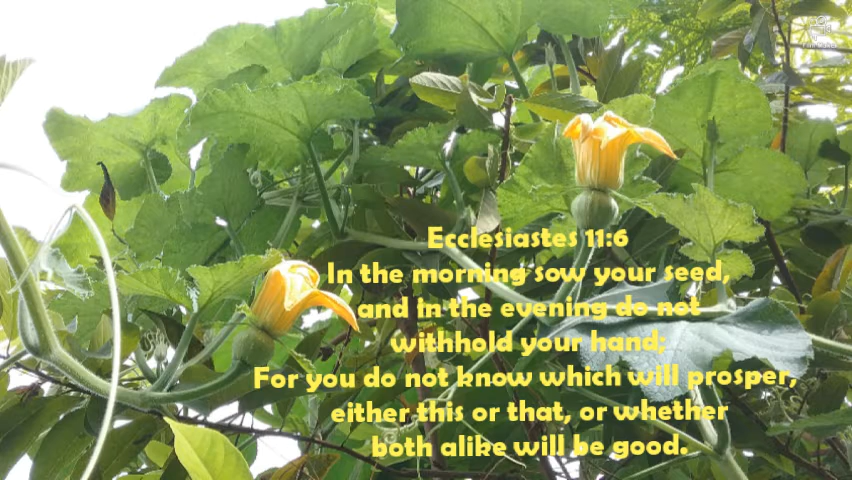 Ecclesiastes 11:6
In the morning sow your seed,
and in the evening do not
withhold your hand;
For you do not know which will prosper,
either this or that, or whether
both alike will be good.